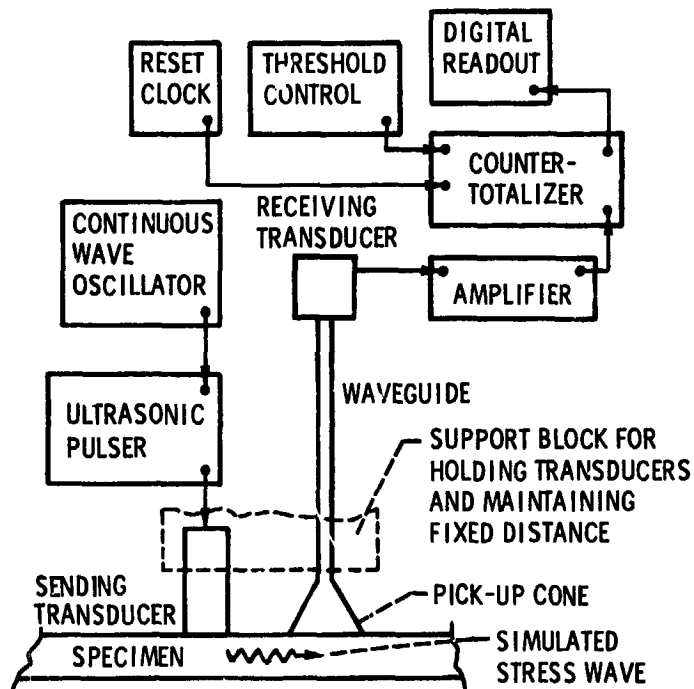 RESET
CLOCK
THRESHOLD
CONTROL
DIGITAL
READOUT
COUNTER-
TOTALIZER
CONTINUOUS
WAVE
OSCILLATOR
RECEIVING
TRANSDUCER
AMPLIFIER
ULTRASONIC
PULSER
WAVEGUIDE
SUPPORT BLOCK FOR
HOLDING TRANSDUCERS
AND MAINTAINING
FIXED DISTANCE
SENDING
TRANSDUCER
PICK-UP CONE
SPECIMEN
SIMULATED
STRESS WAVE